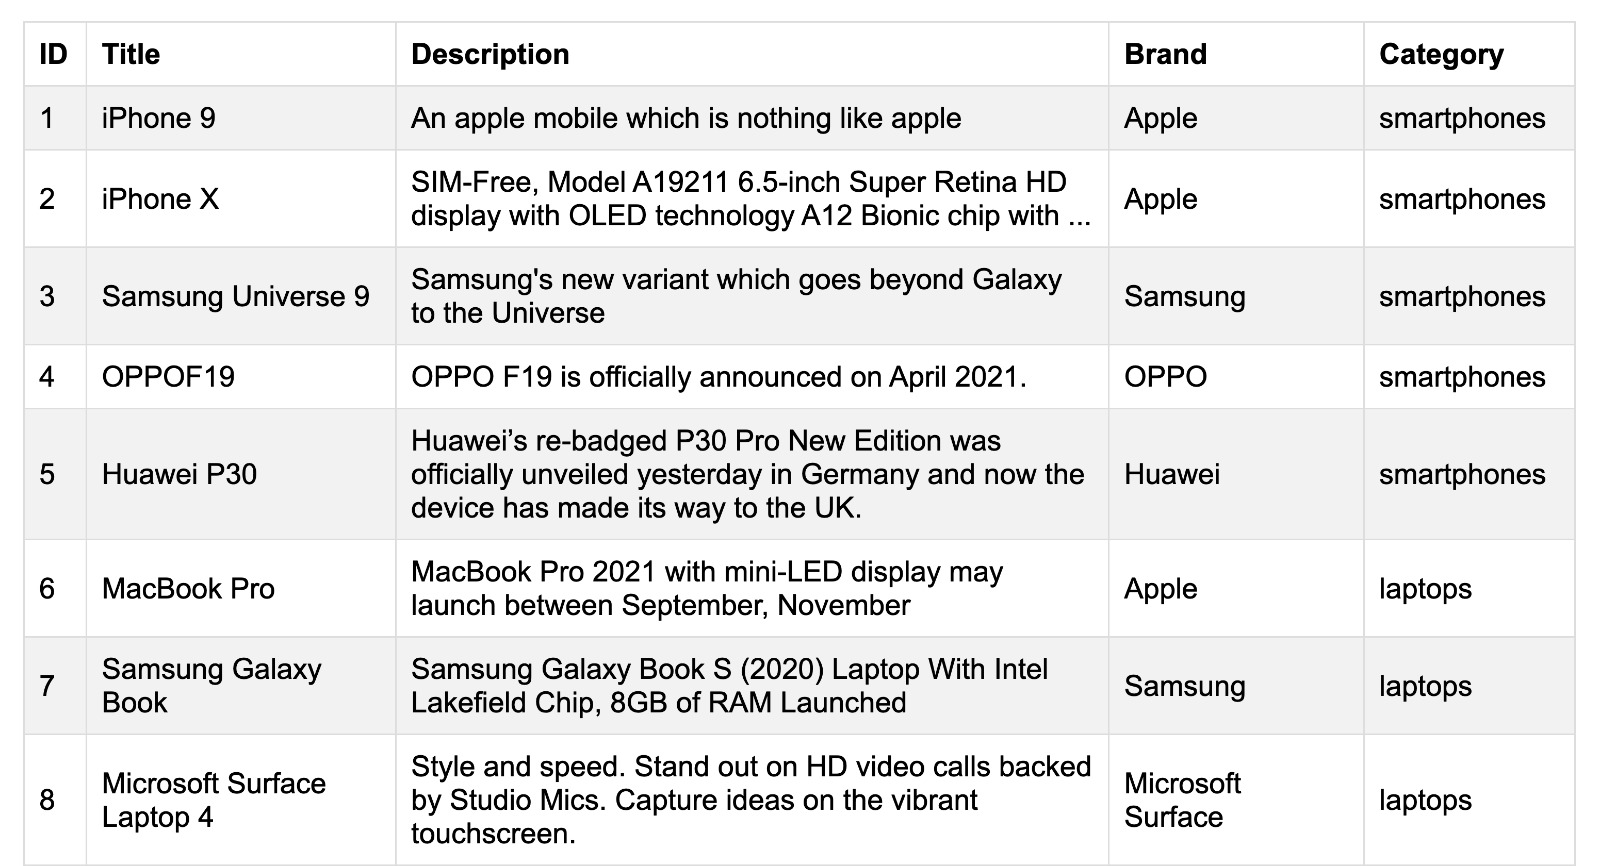 ID Title Description Brand Category
1 iPhone 9 An apple mobile which is nothing like apple Apple smartphones
2 iPhone X SIM-Free, Model A19211 6.5-inch Super Retina HD
display with OLED technology A12 Bionic chip with ... Apple smartphones
3 Samsung Universe 9 Samsung's new variant which goes beyond Galaxy
to the Universe Samsung smartphones
4 OPPOF19 OPPO F19 is officially announced on April 2021. OPPO smartphones
5 Huawei P30 Huawei’s re-badged P30 Pro New Edition was
officially unveiled yesterday in Germany and now the
device has made its way to the UK. Huawei smartphones
6 MacBook Pro MacBook Pro 2021 with mini-LED display may
launch between September, November Apple laptops
7 Samsung Galaxy
Book Samsung Galaxy Book S (2020) Laptop With Intel
Lakefield Chip, 8GB of RAM Launched Samsung laptops
8 Microsoft Surface
Laptop 4 Style and speed. Stand out on HD video calls backed
by Studio Mics. Capture ideas on the vibrant
touchscreen. Microsoft
Surface laptops